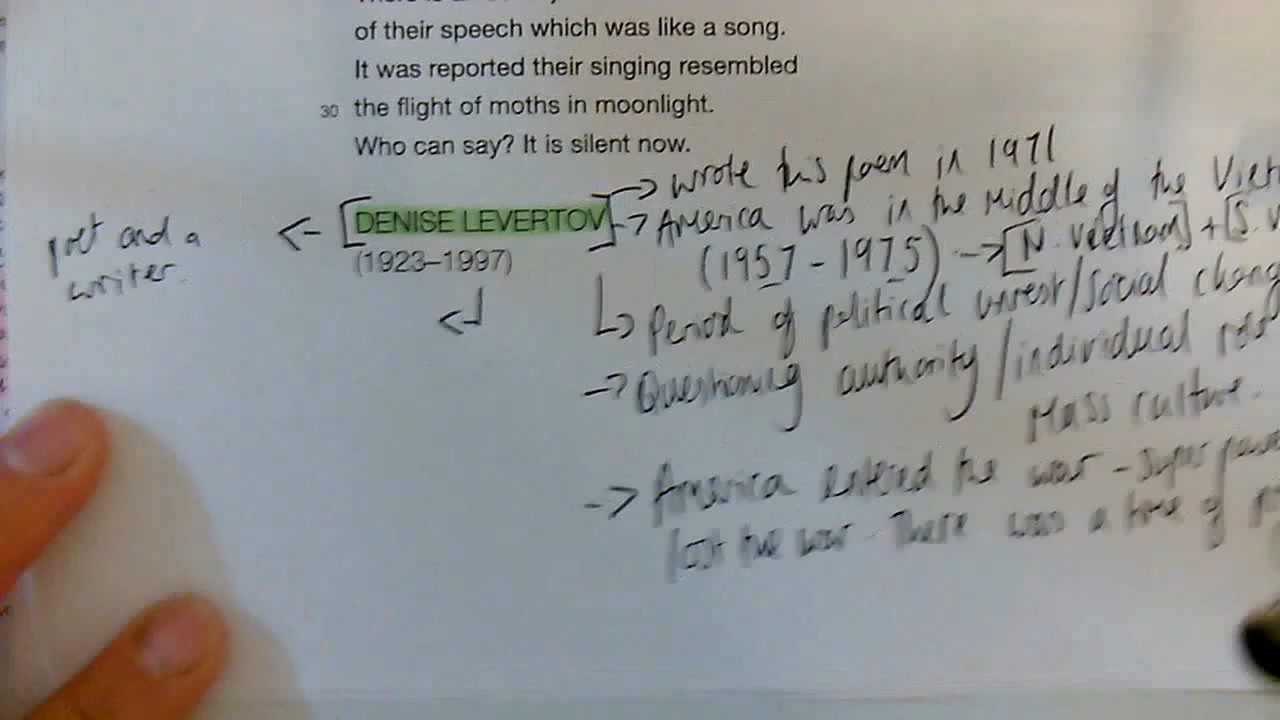 of their speech which was like a song.
It was reported their singing resembled
30 the flight of moths in moonlight.
Who can say? It is silent now.
DENISE LEVERTOV
(1923–1997)
poet and a
writer.
-> wrote this poem in 1971
-> America was in the Middle of the Viet
(1957 - 1975) -> [N. Vietnam] + [S. V
Period of political unrest/social chang
-> Questioning authority/individual
Mass culture.
-> America entered the war - super power
lost the war. There was a time of